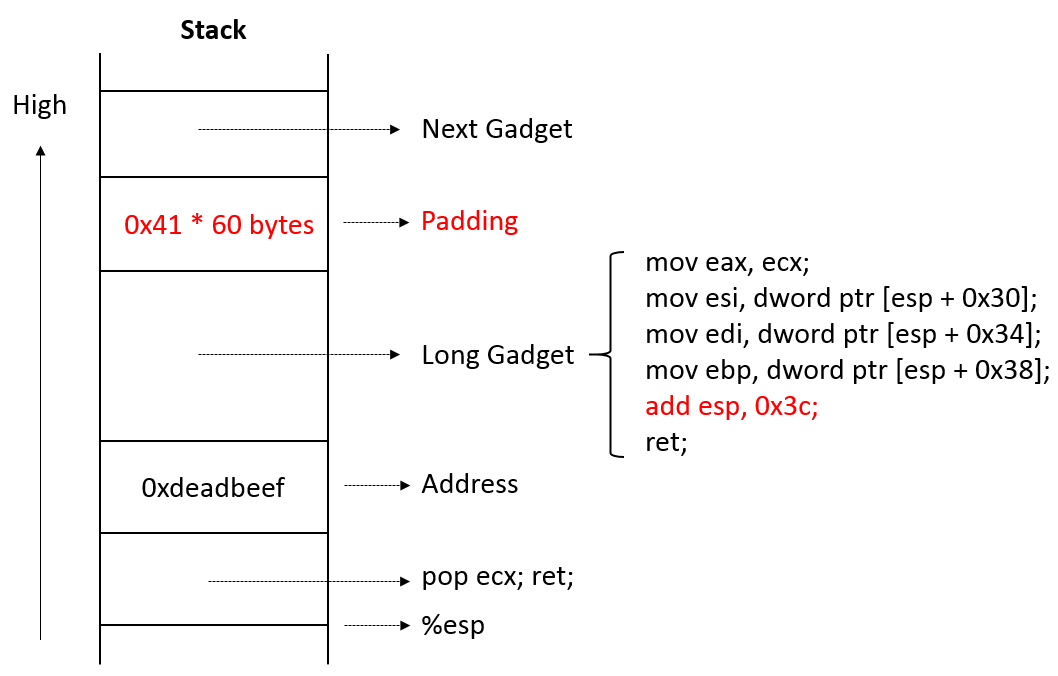 Stack
High
Next Gadget
0x41 * 60 bytes
Padding
mov eax, ecx;
mov esi, dword ptr [esp + 0x30];
mov edi, dword ptr [esp + 0x34];
Long Gadget
mov ebp, dword ptr [esp + 0x38];
add esp, 0x3c;
ret;
0xdeadbeef
Address
pop ecx; ret;
%esp